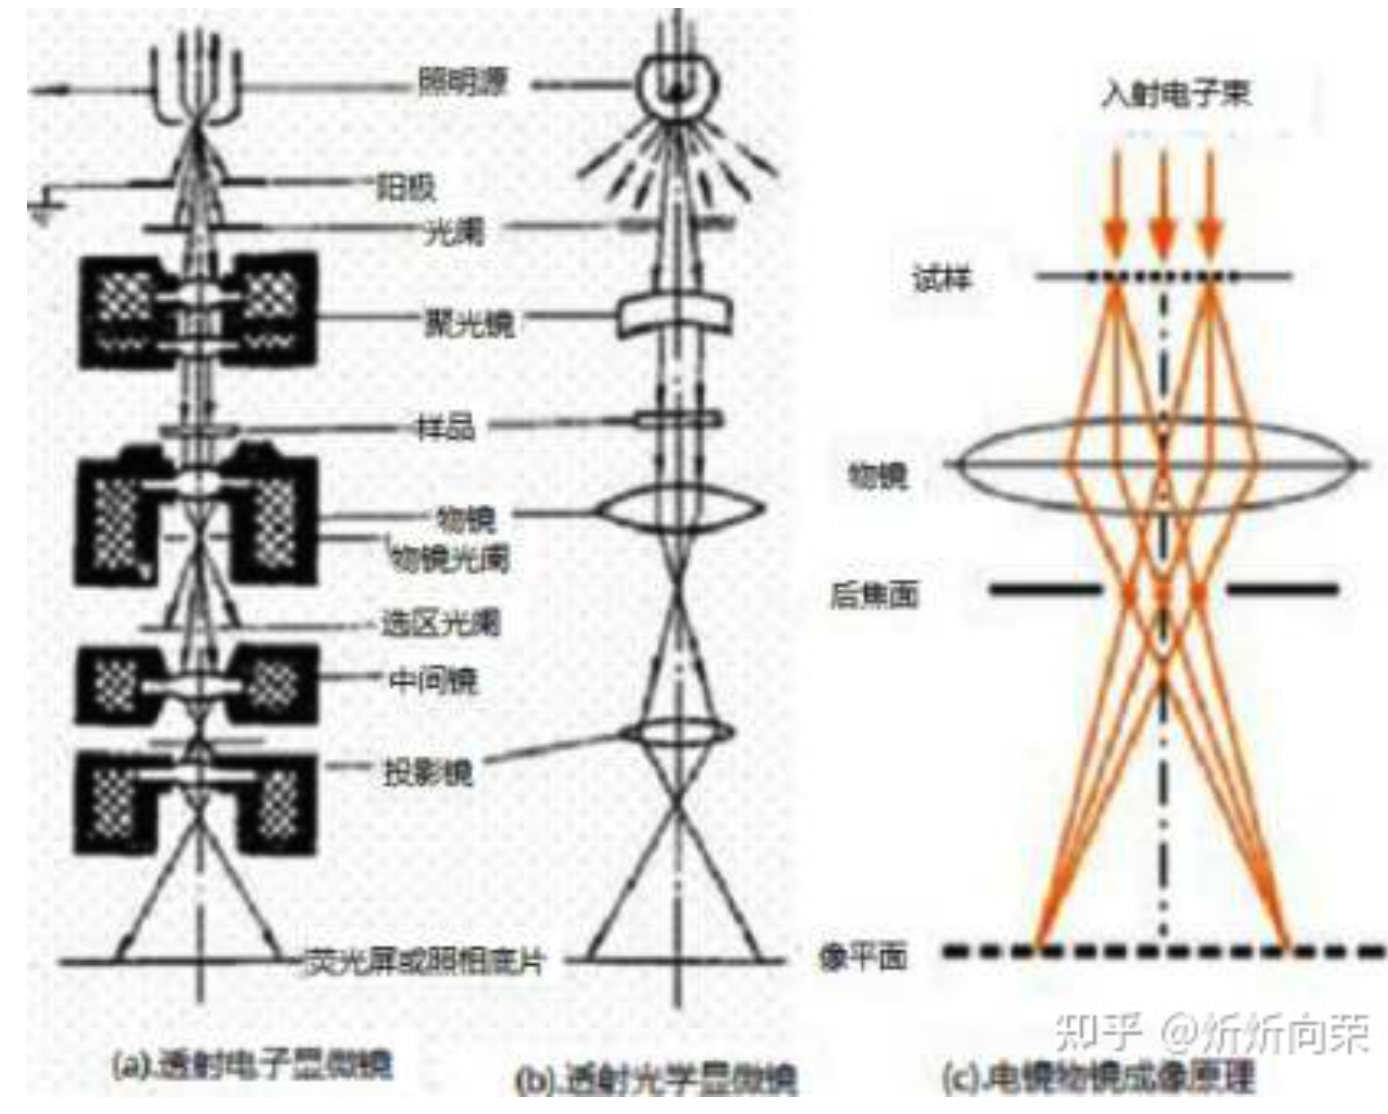 照明源
阳极
光阑
聚光镜
样品
物镜
物镜光阑
选区光阑
中间镜
投影镜
荧光屏或照相底片
(a).透射电子显微镜
(b).透射光学显微镜
入射电子束
试样
物镜
后焦面
像平面
(c).电镜物镜成像原理
知乎 @炘炘向荣